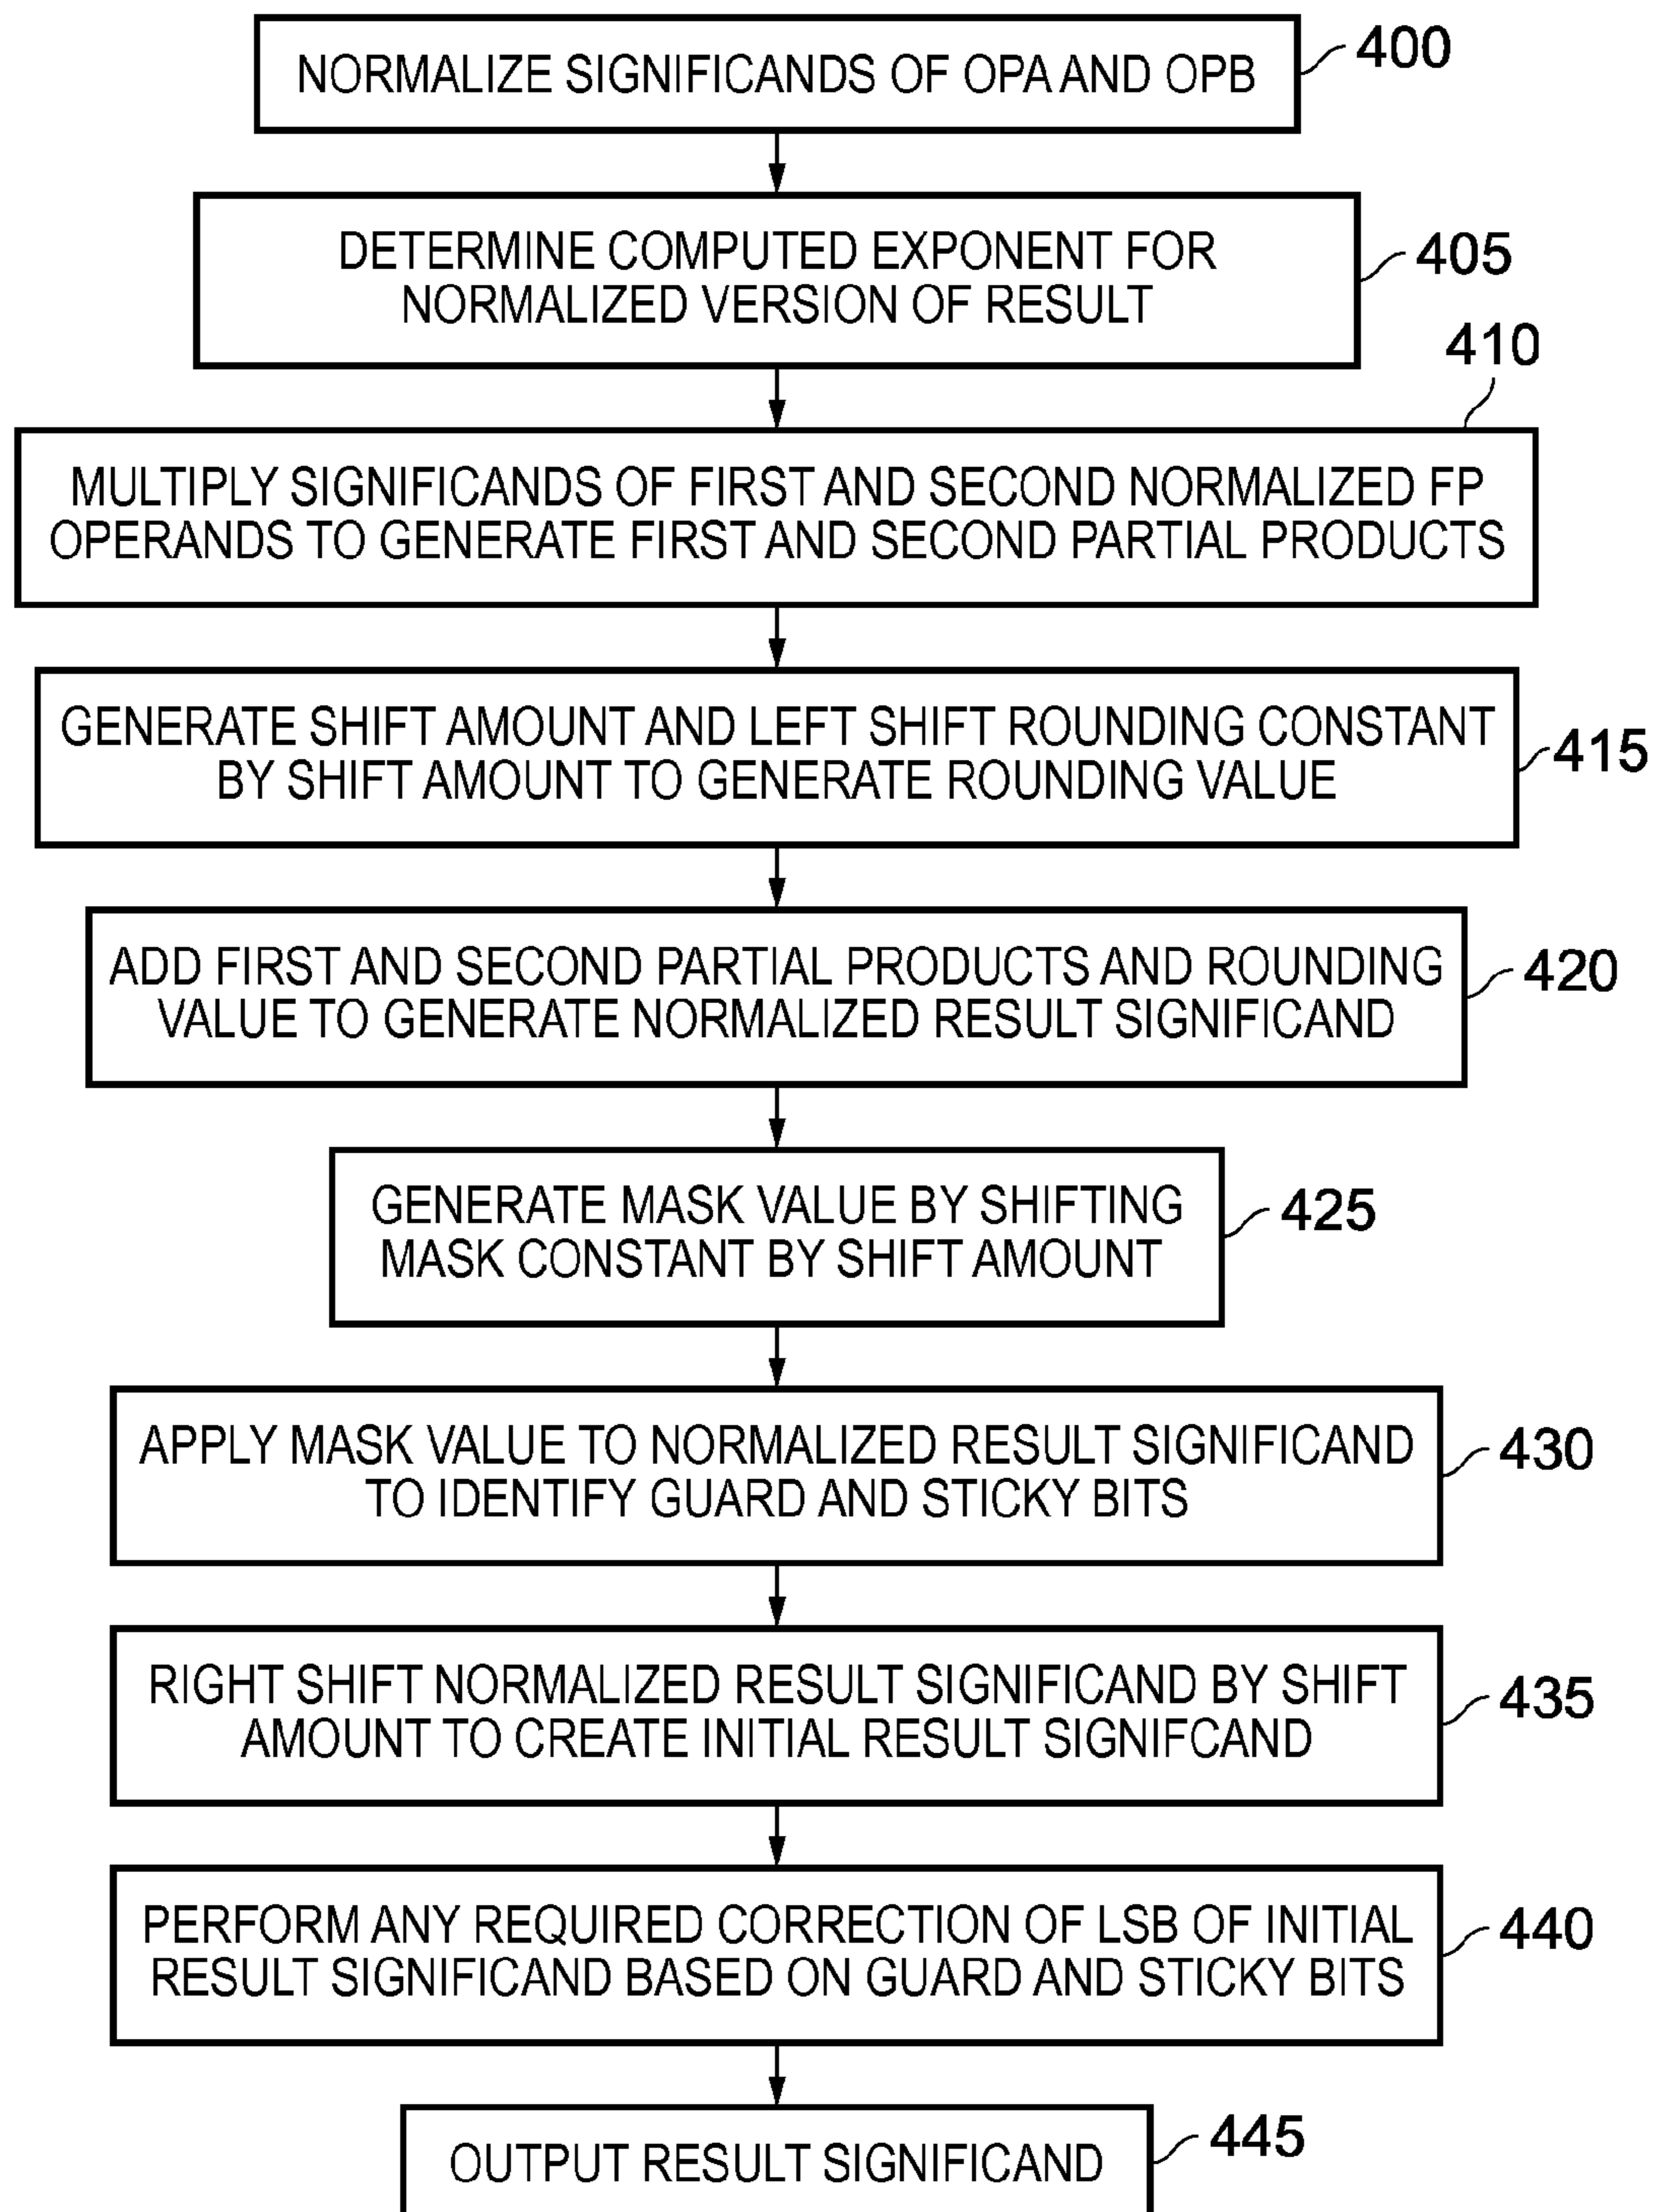 NORMALIZE SIGNIFICANDS OF OPA AND OPB
400
DETERMINE COMPUTED EXPONENT FOR
NORMALIZED VERSION OF RESULT
405
410
MULTIPLY SIGNIFICANDS OF FIRST AND SECOND NORMALIZED FP
OPERANDS TO GENERATE FIRST AND SECOND PARTIAL PRODUCTS
GENERATE SHIFT AMOUNT AND LEFT SHIFT ROUNDING CONSTANT
BY SHIFT AMOUNT TO GENERATE ROUNDING VALUE
415
ADD FIRST AND SECOND PARTIAL PRODUCTS AND ROUNDING
VALUE TO GENERATE NORMALIZED RESULT SIGNIFICAND
420
GENERATE MASK VALUE BY SHIFTING
MASK CONSTANT BY SHIFT AMOUNT
425
APPLY MASK VALUE TO NORMALIZED RESULT SIGNIFICAND
TO IDENTIFY GUARD AND STICKY BITS
430
RIGHT SHIFT NORMALIZED RESULT SIGNIFICAND BY SHIFT
AMOUNT TO CREATE INITIAL RESULT SIGNIFCAND
435
PERFORM ANY REQUIRED CORRECTION OF LSB OF INITIAL
RESULT SIGNIFICAND BASED ON GUARD AND STICKY BITS
440
OUTPUT RESULT SIGNIFICAND
445